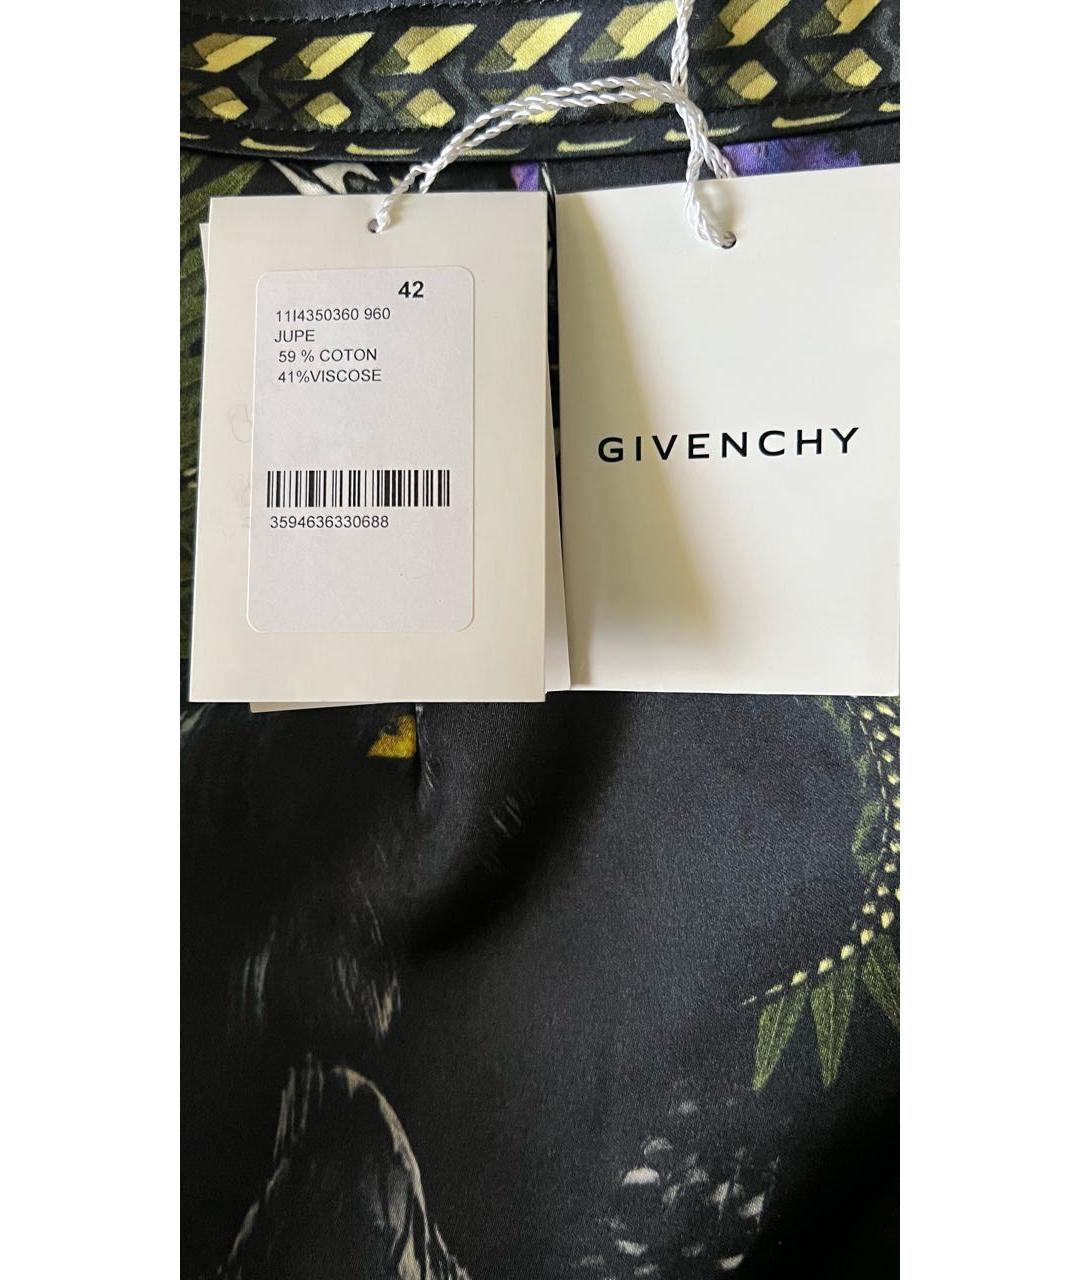 42
11I4350360 960
JUPE
59 % COTON
41%VISCOSE
3594636330688
GIVENCHY